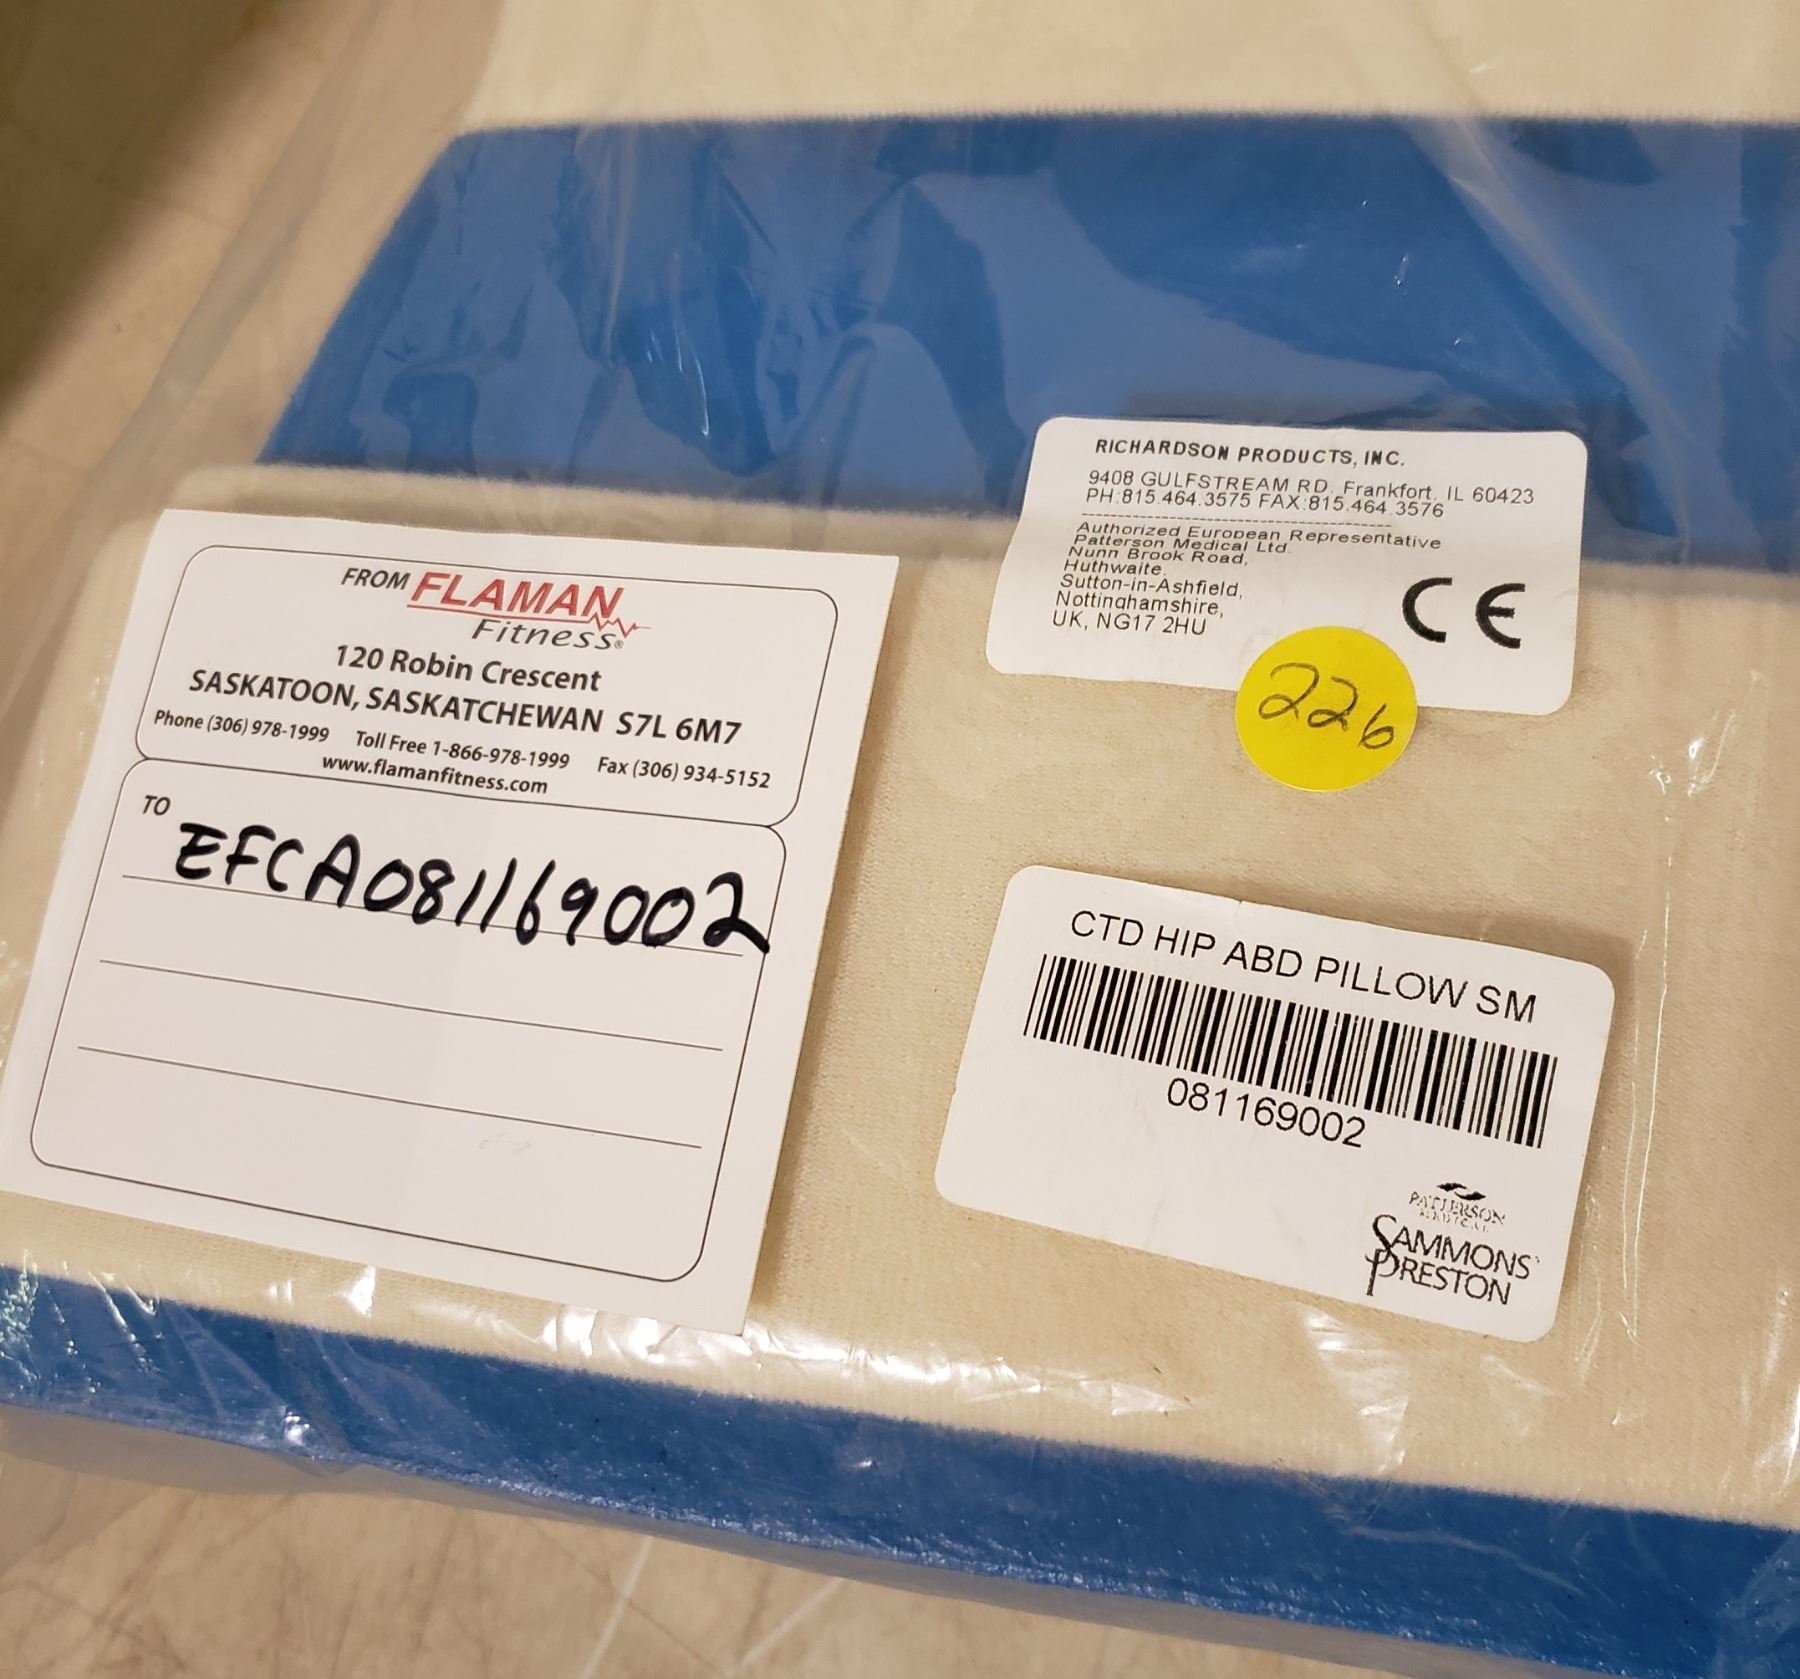 FROM FLAMAN
Fitness®
120 Robin Crescent
SASKATOON, SASKATCHEWAN S7L 6M7
Phone (306) 978-1999 Toll Free 1-866-978-1999 Fax (306) 934-5152
www.flamanfitness.com
TO
EFCA081169002
RICHARDSON PRODUCTS, INC.
9408 GULFSTREAM RD. Frankfort, IL 60423
PH:815.464.3575 FAX:815.464.3576
Authorized European Representative
Patterson Medical Ltd.
Nunn Brook Road,
Huthwaite,
Sutton-in-Ashfield,
Nottinghamshire,
UK, NG17 2HU
CE
226
CTD HIP ABD PILLOW SM
081169002
PATTERSON
MEDICAL
SAMMONS
PRESTON